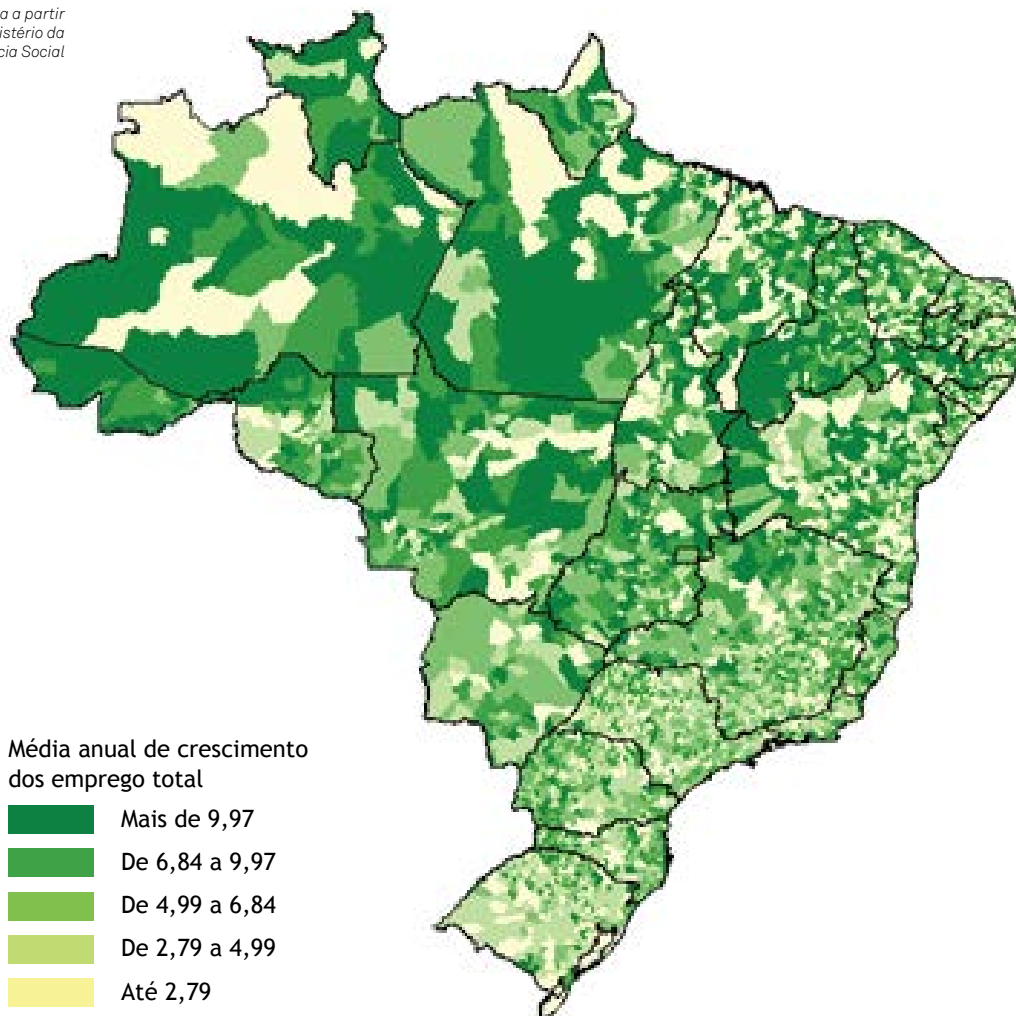 a a partir
istério da
cia Social
Média anual de crescimento
dos emprego total
Mais de 9,97
De 6,84 a 9,97
De 4,99 a 6,84
De 2,79 a 4,99
Até 2,79